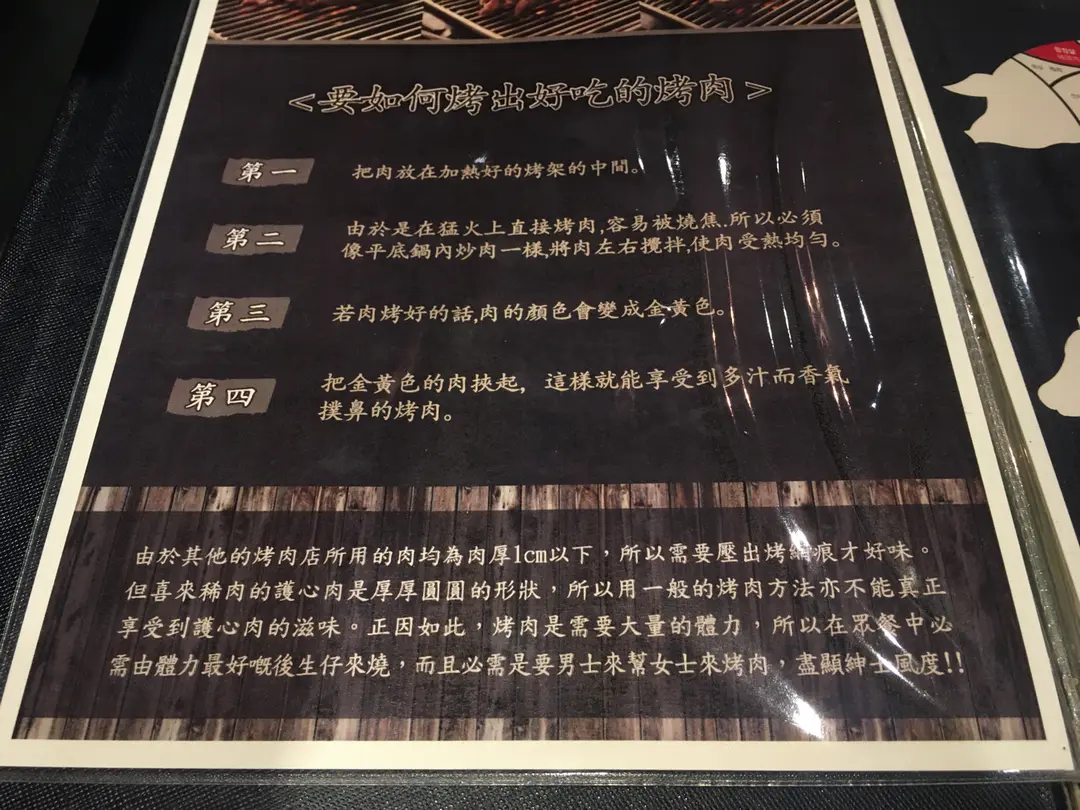 <要如何烤出好吃的烤肉>
第一
把肉放在加熱好的烤架的中間。
第二
由於是在猛火上直接烤肉,容易被燒焦.所以必須
像平底鍋內炒肉一樣,將肉左右攪拌,使肉受熱均勻。
第三
若肉烤好的話,肉的顏色會變成金黃色。
第四
把金黃色的肉挾起, 這樣就能享受到多汁而香氣
撲鼻的烤肉。
由於其他的烤肉店所用的肉均為肉厚1cm以下，所以需要壓出烤網痕才好味。
但喜來稀肉的護心肉是厚厚圓圓的形狀，所以用一般的烤肉方法亦不能真正
享受到護心肉的滋味。正因如此，烤肉是需要大量的體力，所以在眾餐中必
需由體力最好嘅後生仔來燒，而且必需是要男士來幫女士來烤肉，盡顯紳士風度!!